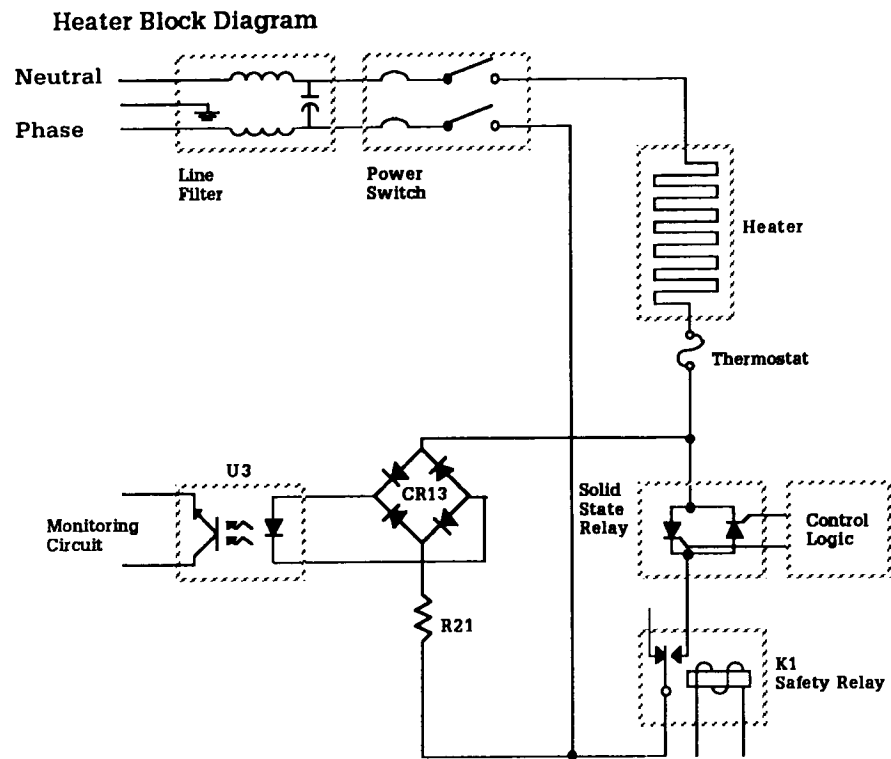 Heater Block Diagram
Neutral
Phase
Line
Filter
Power
Switch
Heater
Thermostat
U3
CR13
Solid
State
Relay
Control
Logic
Monitoring
Circuit
R21
K1
Safety Relay